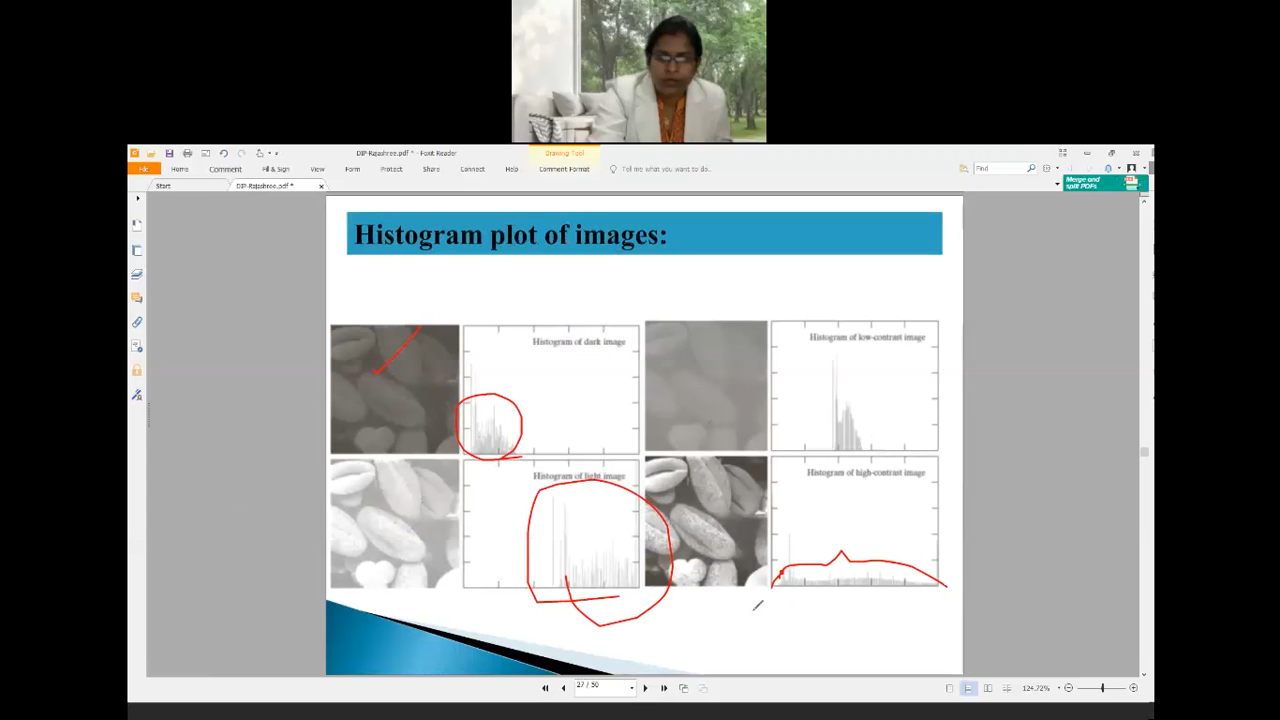 DIP-Rajashree.pdf * - Foxit Reader
Drawing Tool
File
Home
Comment
Fill & Sign
View
Form
Protect
Share
Connect
Help
Comment Format
Tell me what you want to do..
Find
Start
DIP-Rajashree.pdf *
Merge and
split PDFs
Histogram plot of images:
Histogram of dark image
Histogram of low-contrast image
Histogram of light image
Histogram of high-contrast image
27 / 50
124.72%